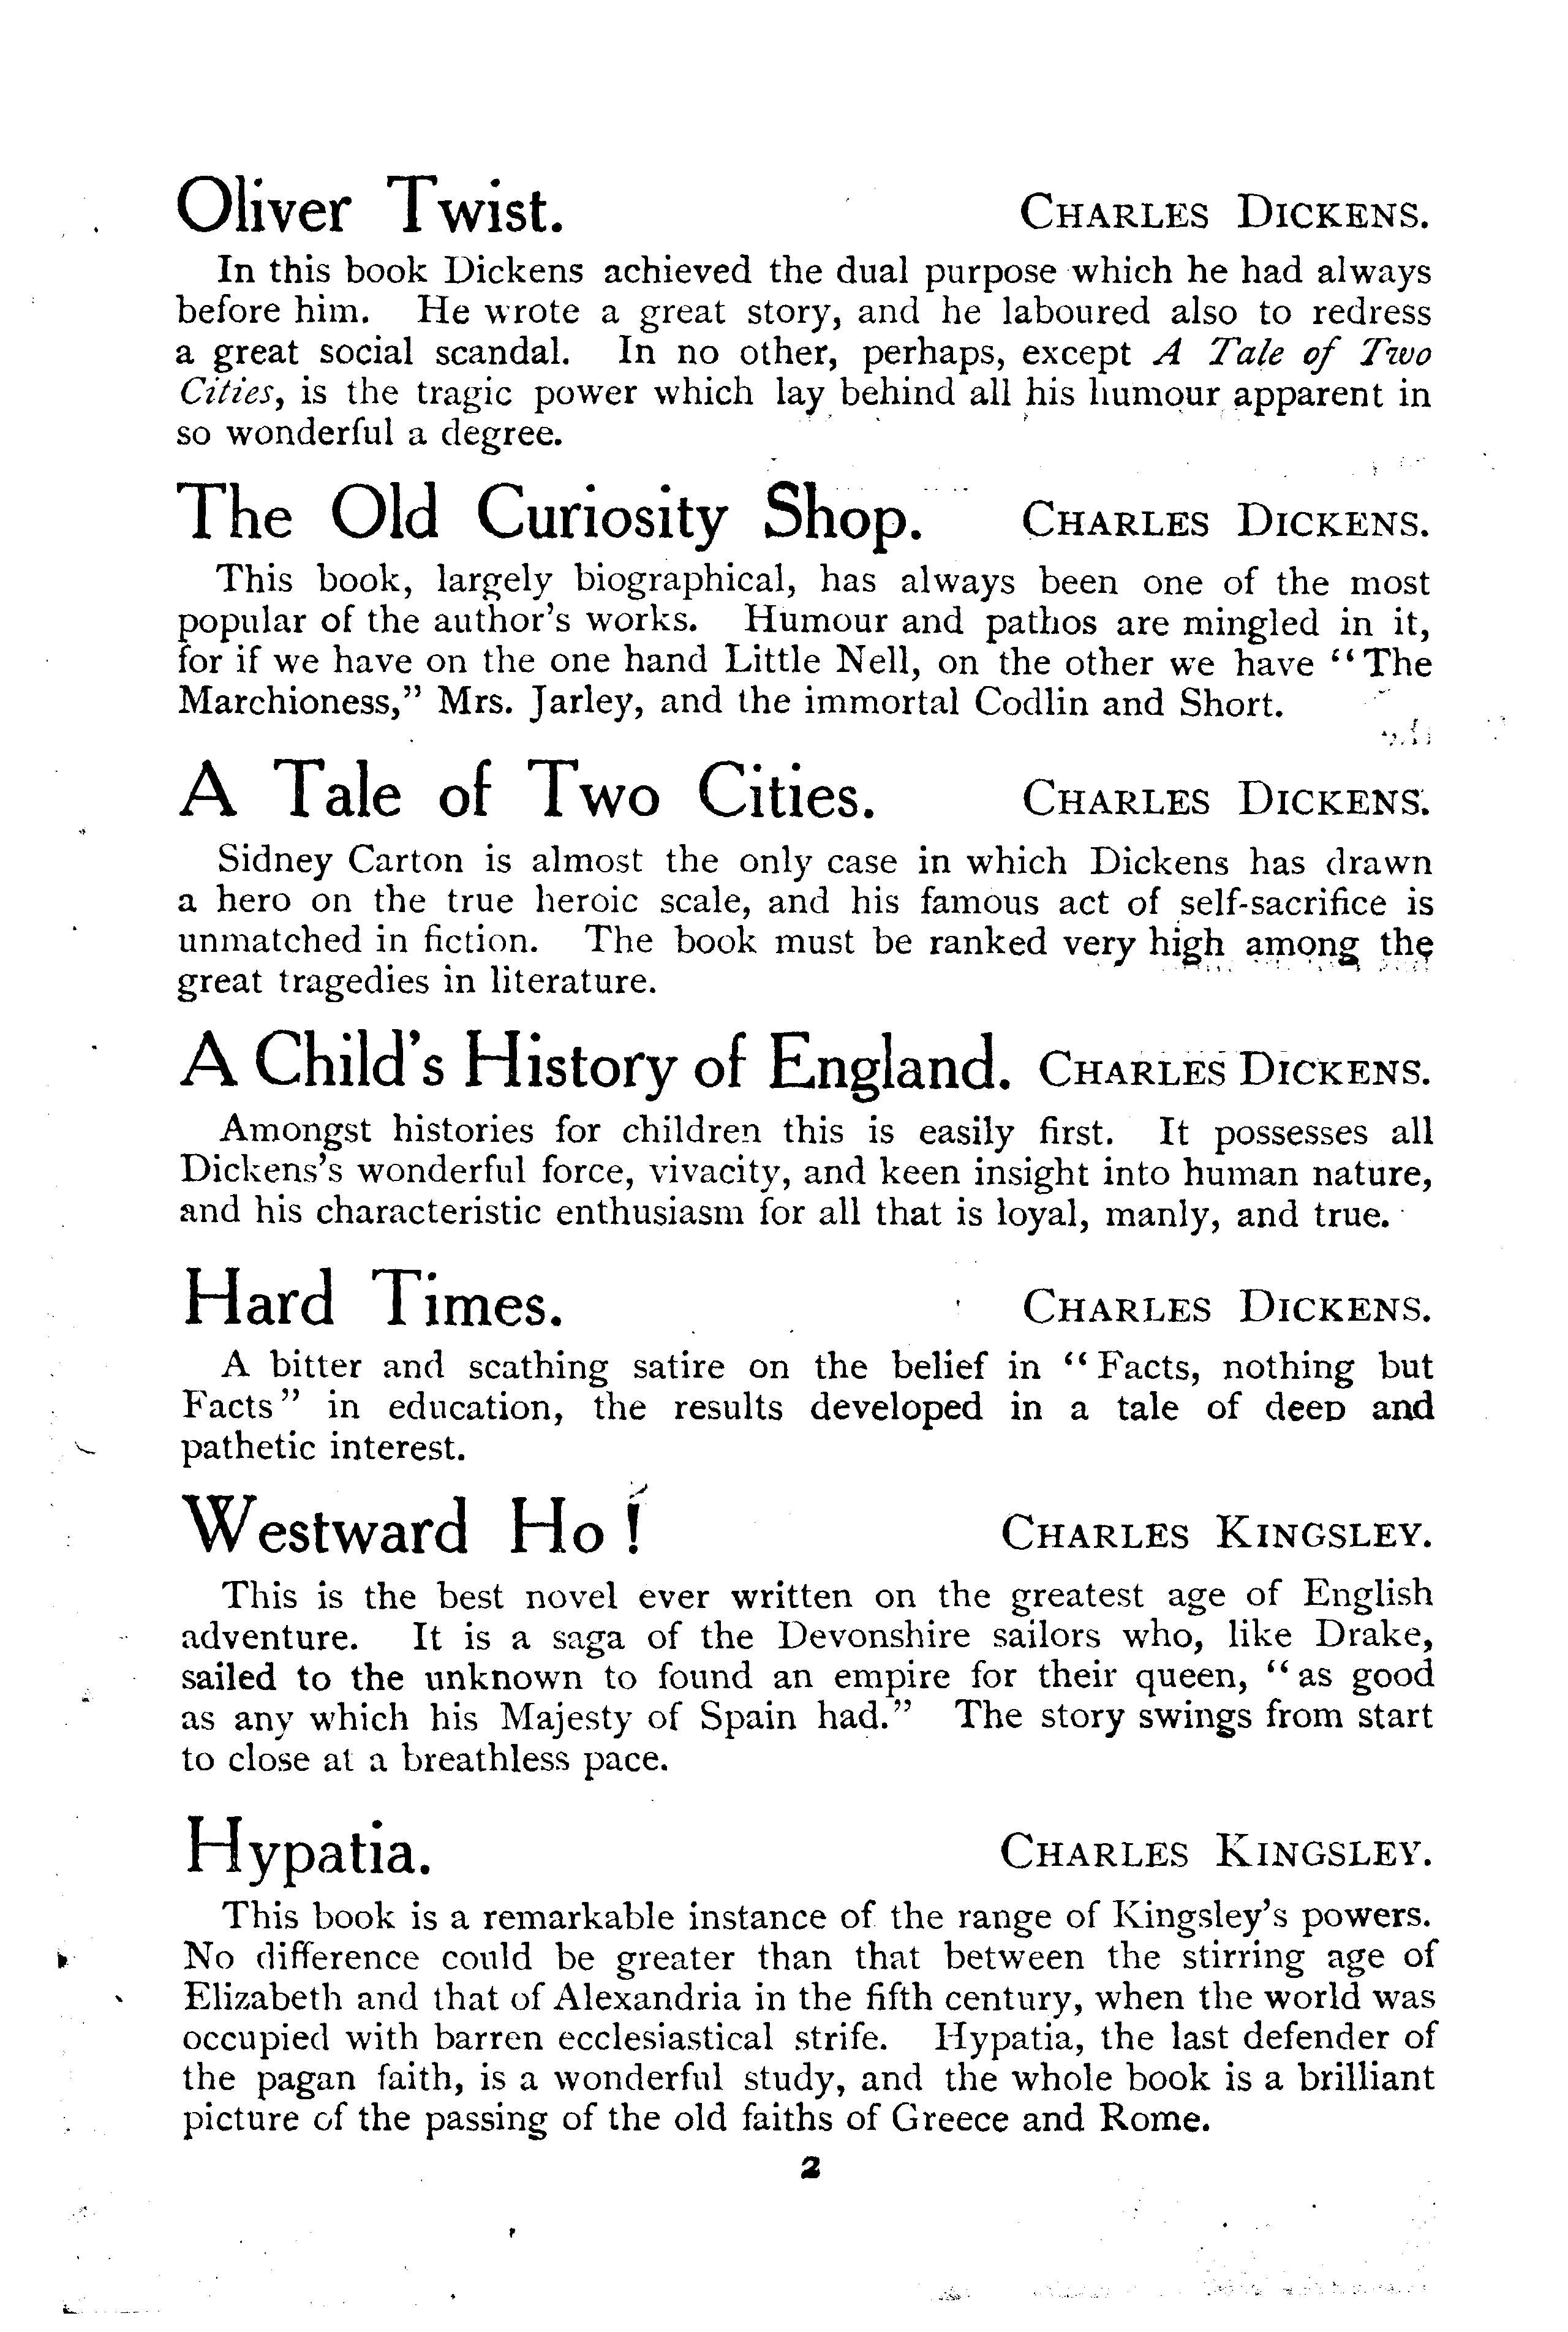 Oliver Twist. CHARLES DICKENS.
In this book Dickens achieved the dual purpose which he had always
before him. He wrote a great story, and he laboured also to redress
a great social scandal. In no other, perhaps, except A Tale of Two
Cities, is the tragic power which lay behind all his humour apparent in
so wonderful a degree.
The Old Curiosity Shop. CHARLES DICKENS.
This book, largely biographical, has always been one of the most
popular of the author's works. Humour and pathos are mingled in it,
for if we have on the one hand Little Nell, on the other we have "The
Marchioness," Mrs. Jarley, and the immortal Codlin and Short.
A Tale of Two Cities. CHARLES DICKENS.
Sidney Carton is almost the only case in which Dickens has drawn
a hero on the true heroic scale, and his famous act of self-sacrifice is
unmatched in fiction. The book must be ranked very high among the
great tragedies in literature.
A Child's History of England. CHARLES DICKENS.
Amongst histories for children this is easily first. It possesses all
Dickens's wonderful force, vivacity, and keen insight into human nature,
and his characteristic enthusiasm for all that is loyal, manly, and true.
Hard Times. CHARLES DICKENS.
A bitter and scathing satire on the belief in "Facts, nothing but
Facts" in education, the results developed in a tale of deep and
pathetic interest.
Westward Ho! CHARLES KINGSLEY.
This is the best novel ever written on the greatest age of English
adventure. It is a saga of the Devonshire sailors who, like Drake,
sailed to the unknown to found an empire for their queen, "as good
as any which his Majesty of Spain had." The story swings from start
to close at a breathless pace.
Hypatia. CHARLES KINGSLEY.
This book is a remarkable instance of the range of Kingsley's powers.
No difference could be greater than that between the stirring age of
Elizabeth and that of Alexandria in the fifth century, when the world was
occupied with barren ecclesiastical strife. Hypatia, the last defender of
the pagan faith, is a wonderful study, and the whole book is a brilliant
picture of the passing of the old faiths of Greece and Rome.
2